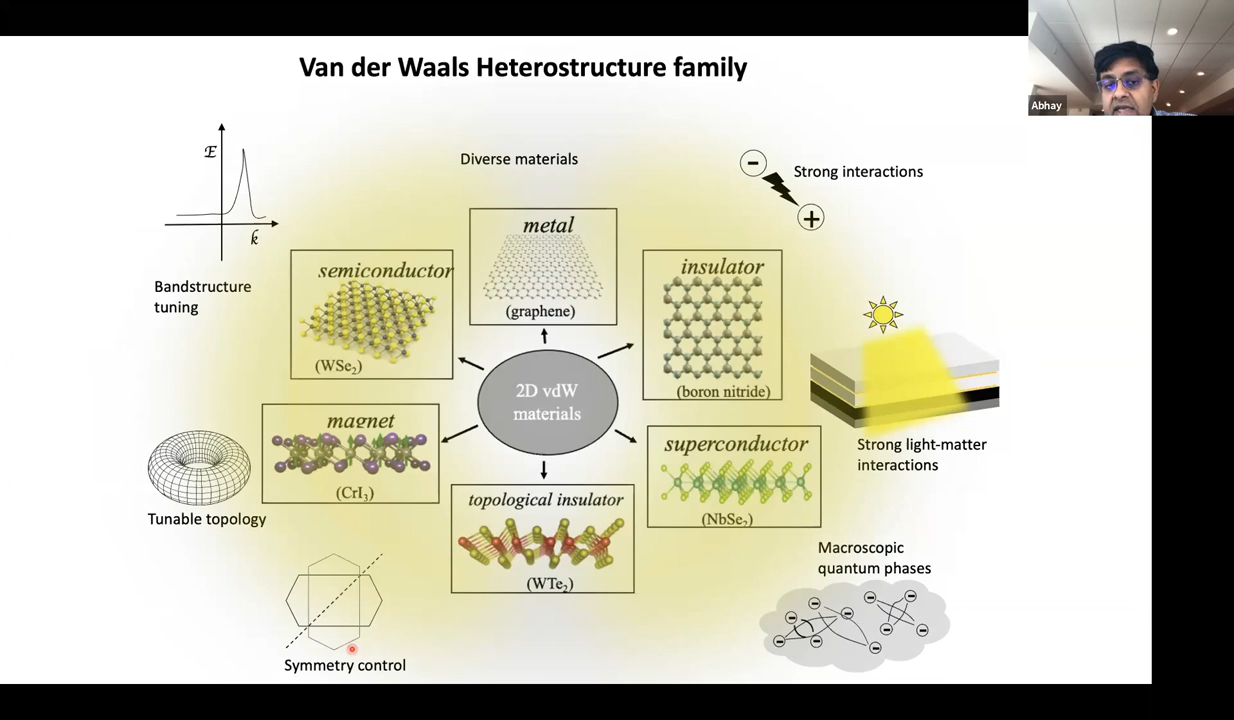 Van der Waals Heterostructure family
Abhay
Diverse materials
Strong interactions
Bandstructure
tuning
E
k
metal
(graphene)
semiconductor
(WSe₂)
insulator
(boron nitride)
2D vdW
materials
magnet
(CrI₃)
superconductor
(NbSe₂)
topological insulator
(WTe₂)
Strong light-matter
interactions
Tunable topology
Macroscopic
quantum phases
Symmetry control